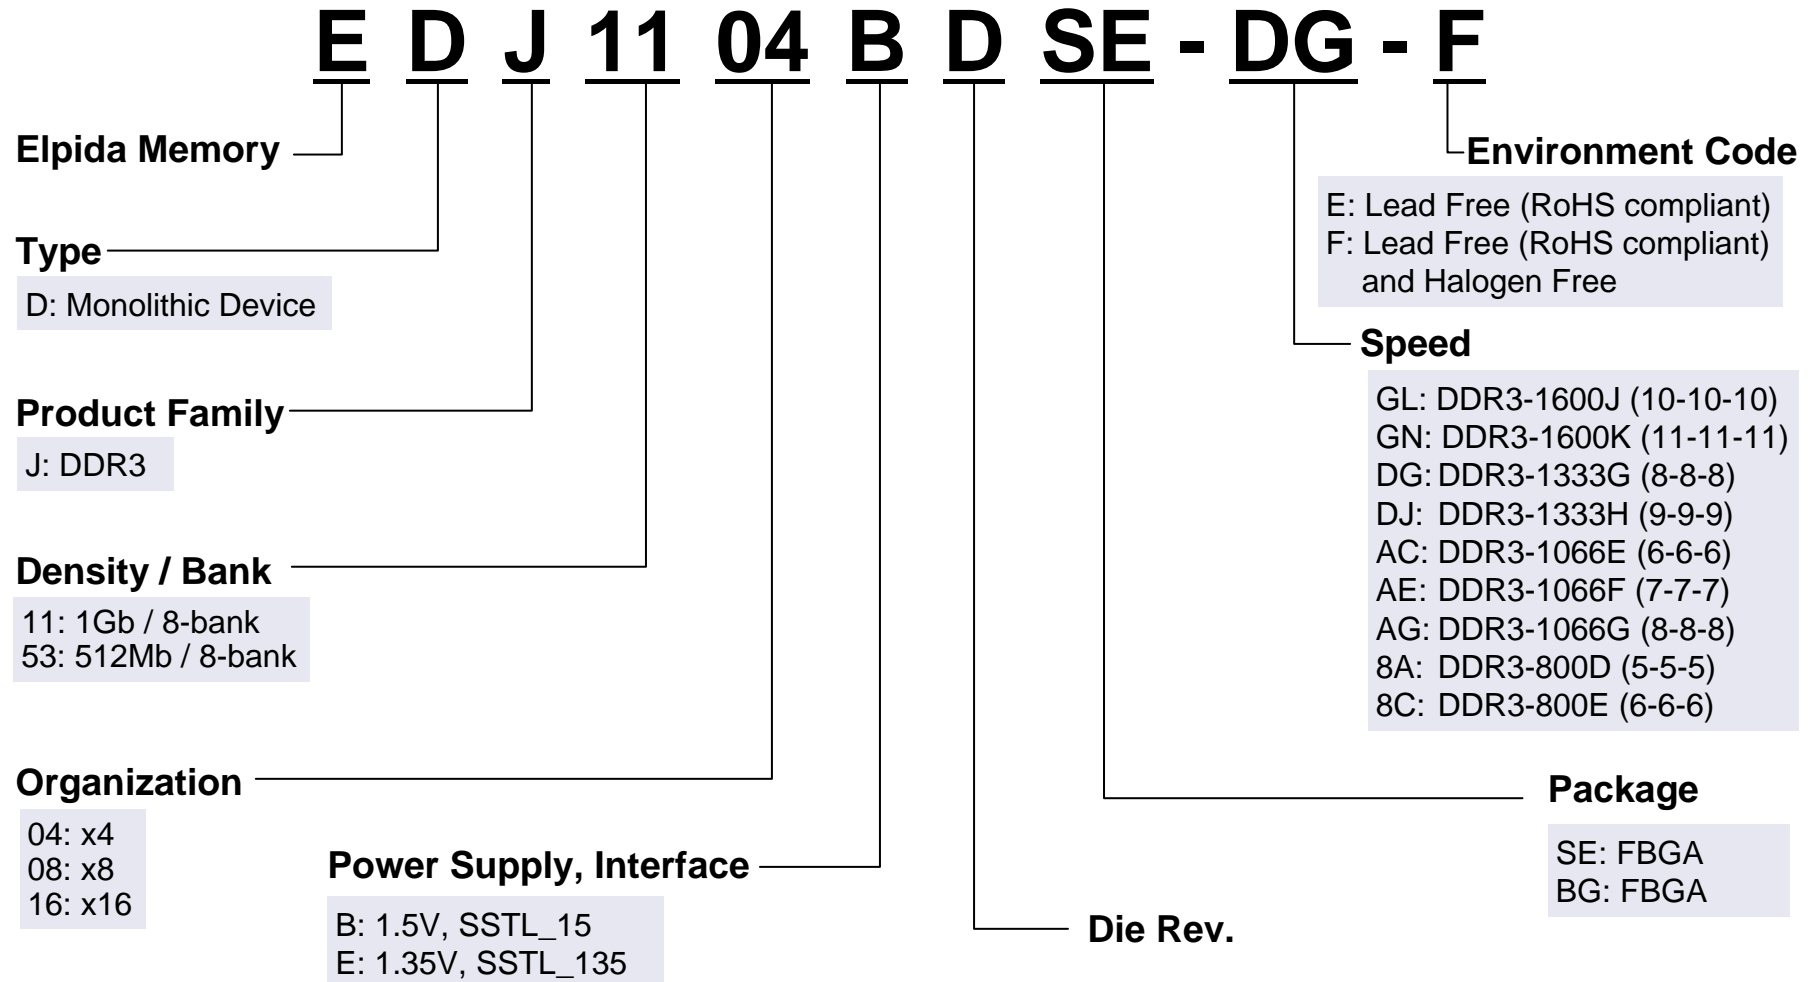 E D J 11 04 B D SE - DG - F
Elpida Memory
Type
D: Monolithic Device
Product Family
J: DDR3
Density / Bank
11: 1Gb / 8-bank
53: 512Mb / 8-bank
Organization
04: x4
08: x8
16: x16
Power Supply, Interface
B: 1.5V, SSTL_15
E: 1.35V, SSTL_135
Die Rev.
Package
SE: FBGA
BG: FBGA
Speed
GL: DDR3-1600J (10-10-10)
GN: DDR3-1600K (11-11-11)
DG: DDR3-1333G (8-8-8)
DJ: DDR3-1333H (9-9-9)
AC: DDR3-1066E (6-6-6)
AE: DDR3-1066F (7-7-7)
AG: DDR3-1066G (8-8-8)
8A: DDR3-800D (5-5-5)
8C: DDR3-800E (6-6-6)
Environment Code
E: Lead Free (RoHS compliant)
F: Lead Free (RoHS compliant)
and Halogen Free